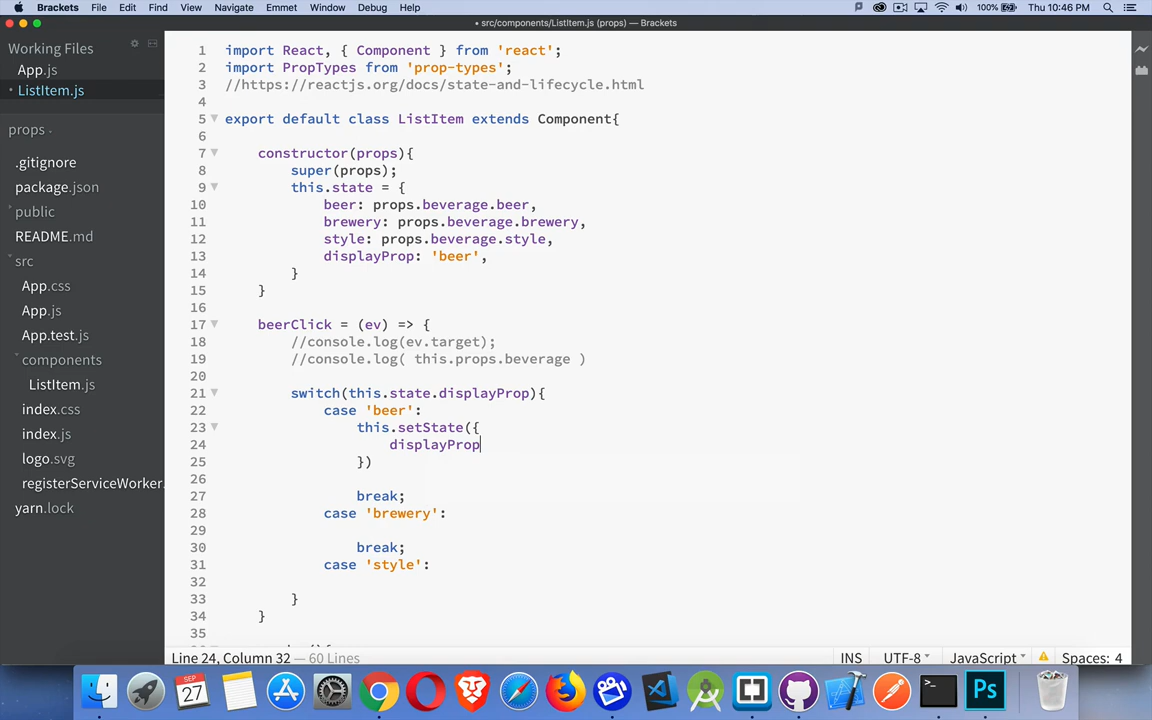 Brackets File Edit Find View Navigate Emmet Window Debug Help 100% Thu 10:46 PM
• src/components/ListItem.js (props) — Brackets
Working Files
App.js
• ListItem.js
props
.gitignore
package.json
public
README.md
src
App.css
App.js
App.test.js
components
ListItem.js
index.css
index.js
logo.svg
registerServiceWorker.
yarn.lock
1 import React, { Component } from 'react';
2 import PropTypes from 'prop-types';
3 //https://reactjs.org/docs/state-and-lifecycle.html
4
5 export default class ListItem extends Component{
6
7 constructor(props){
8 super(props);
9 this.state = {
10 beer: props.beverage.beer,
11 brewery: props.beverage.brewery,
12 style: props.beverage.style,
13 displayProp: 'beer',
14 }
15 }
16
17 beerClick = (ev) => {
18 //console.log(ev.target);
19 //console.log( this.props.beverage )
20
21 switch(this.state.displayProp){
22 case 'beer':
23 this.setState({
24 displayProp
25 })
26
27 break;
28 case 'brewery':
29
30 break;
31 case 'style':
32
33 }
34 }
35
Line 24, Column 32 — 60 Lines
INS UTF-8 JavaScript Spaces: 4
SEP
27
>_
Ps